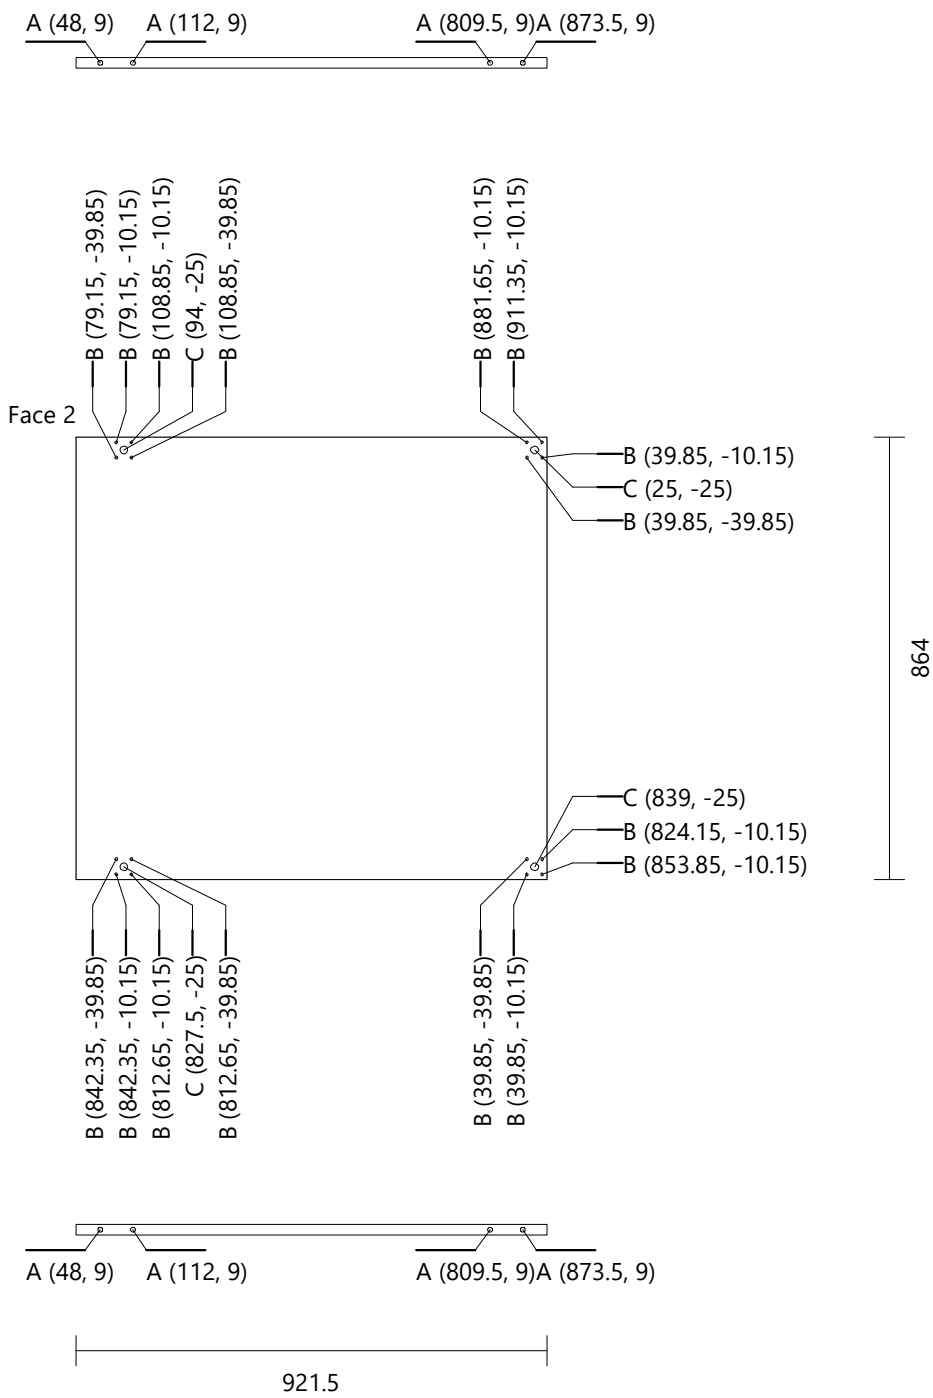 A (48, 9)
A (112, 9)
A (809.5, 9)
A (873.5, 9)
B (79.15, -39.85)
B (79.15, -10.15)
B (108.85, -10.15)
C (94, -25)
B (108.85, -39.85)
B (881.65, -10.15)
B (911.35, -10.15)
Face 2
B (39.85, -10.15)
C (25, -25)
B (39.85, -39.85)
864
C (839, -25)
B (824.15, -10.15)
B (853.85, -10.15)
B (842.35, -39.85)
B (842.35, -10.15)
B (812.65, -10.15)
C (827.5, -25)
B (812.65, -39.85)
B (39.85, -39.85)
B (39.85, -10.15)
A (48, 9)
A (112, 9)
A (809.5, 9)
A (873.5, 9)
921.5